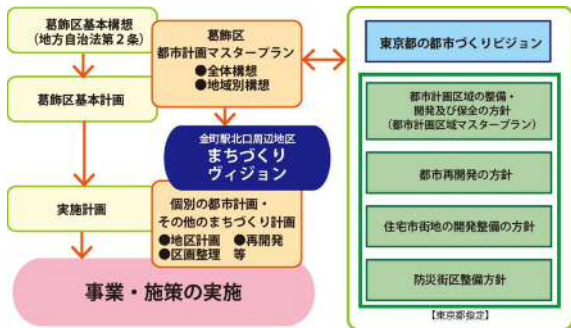 葛飾区基本構想
(地方自治法第２条)
葛飾区基本計画
実施計画
葛飾区
都市計画マスタープラン
●全体構想
●地域別構想
金町駅北口周辺地区
まちづくり
ヴィジョン
個別の都市計画・
その他のまちづくり計画
●地区計画　●再開発
●区画整理　等
事業・施策の実施
東京都の都市づくりビジョン
都市計画区域の整備・
開発及び保全の方針
(都市計画区域マスタープラン)
都市再開発の方針
住宅市街地の開発整備の方針
防災街区整備方針
【東京都指定】